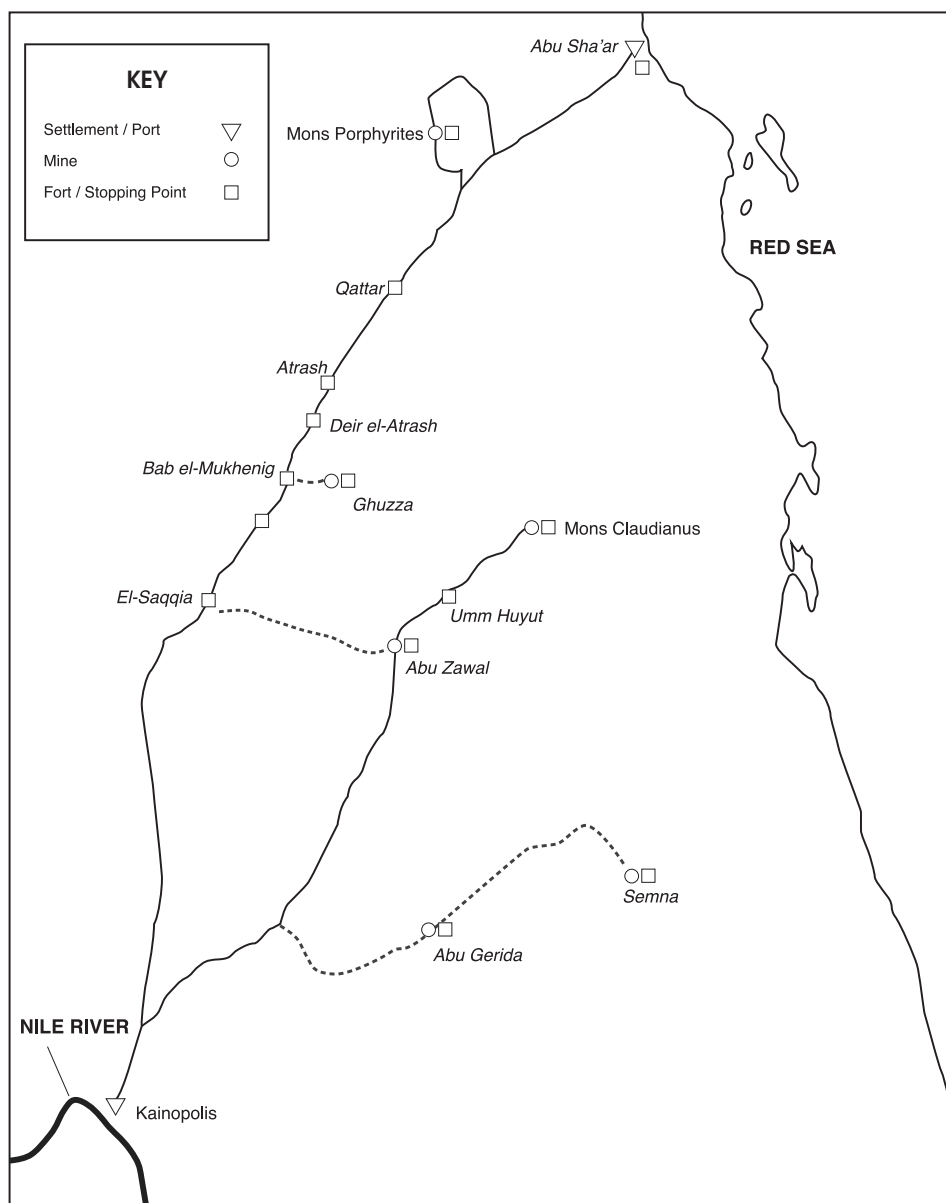 KEY
Settlement / Port
Mine
Fort / Stopping Point
Abu Sha'ar
Mons Porphyrites
RED SEA
Qattar
Atrash
Deir el-Atrash
Bab el-Mukhenig
Ghuzza
Mons Claudianus
El-Saqqia
Umm Huyut
Abu Zawal
Semna
Abu Gerida
NILE RIVER
Kainopolis